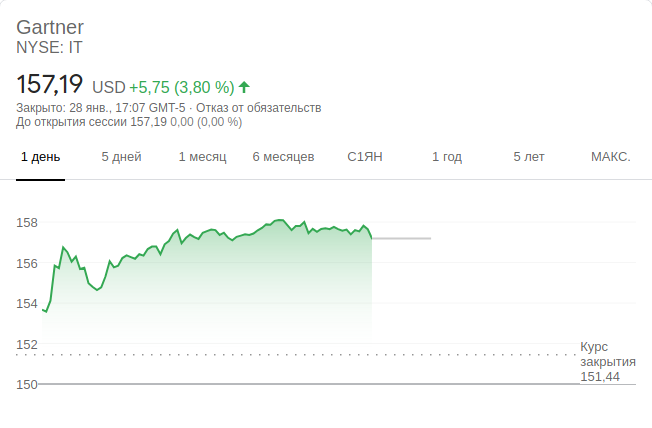 Gartner
NYSE: IT
157,19 USD +5,75 (3,80 %)
Закрыто: 28 янв., 17:07 GMT-5 · Отказ от обязательств
До открытия сессии 157,19 0,00 (0,00 %)
1 день 5 дней 1 месяц 6 месяцев С1ЯН 1 год 5 лет МАКС.
158
156
154
152
Курс
закрытия
151,44
150